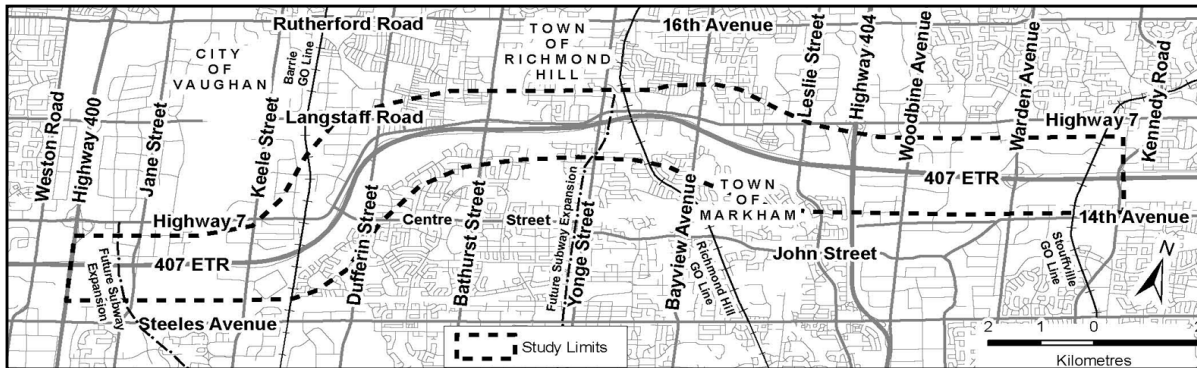 Rutherford Road
TOWN
OF
RICHMOND
HILL
16th Avenue
CITY
OF
VAUGHAN
Barrie
GO Line
Leslie Street
Highway 404
Woodbine Avenue
Warden Avenue
Kennedy Road
Weston Road
Highway 400
Jane Street
Keele Street
Langstaff Road
Highway 7
407 ETR
Highway 7
Centre Street
Dufferin Street
Bathurst Street
Future Subway Expansion
Yonge Street
Bayview Avenue
TOWN
OF
MARKHAM
14th Avenue
407 ETR
Future Subway
Expansion
Richmond Hill
GO Line
John Street
Stouffville
GO Line
N
Steeles Avenue
Study Limits
2 1 0
Kilometres